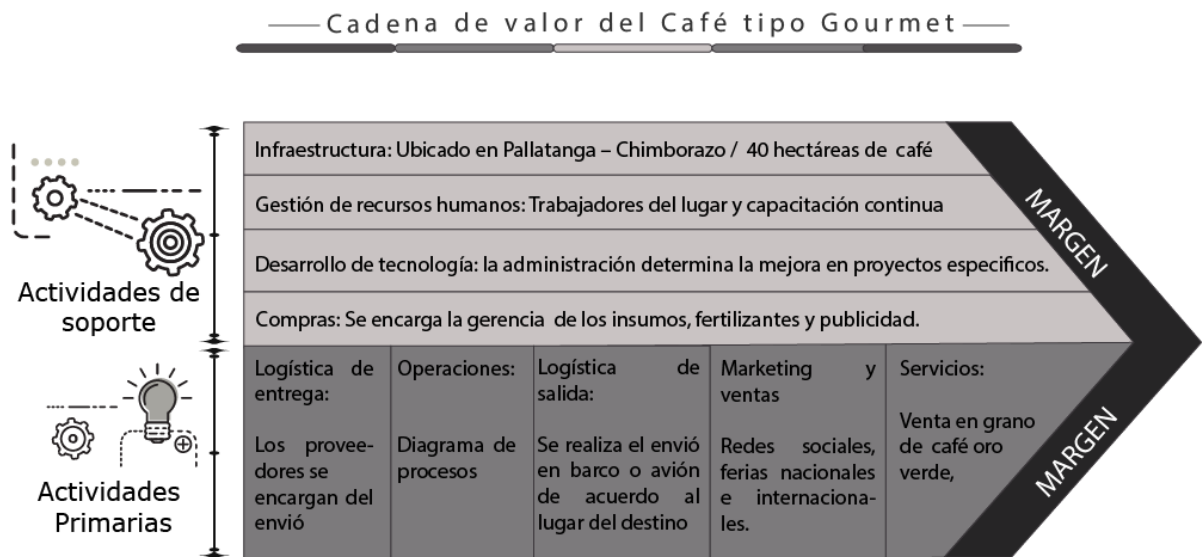 Cadena de valor del Café tipo Gourmet
Infraestructura: Ubicado en Pallatanga – Chimborazo / 40 hectáreas de café
Gestión de recursos humanos: Trabajadores del lugar y capacitación continua
Desarrollo de tecnología: la administración determina la mejora en proyectos especificos.
Compras: Se encarga la gerencia de los insumos, fertilizantes y publicidad.
Actividades de
soporte
MARGEN
Logística de
entrega:
Los provee-
dores se
encargan del
envió
Operaciones:
Diagrama de
procesos
Logística de
salida:
Se realiza el envió
en barco o avión
de acuerdo al
lugar del destino
Marketing y
ventas
Redes sociales,
ferias nacionales
e internaciona-
les.
Servicios:
Venta en grano
de café oro
verde,
Actividades
Primarias
MARGEN